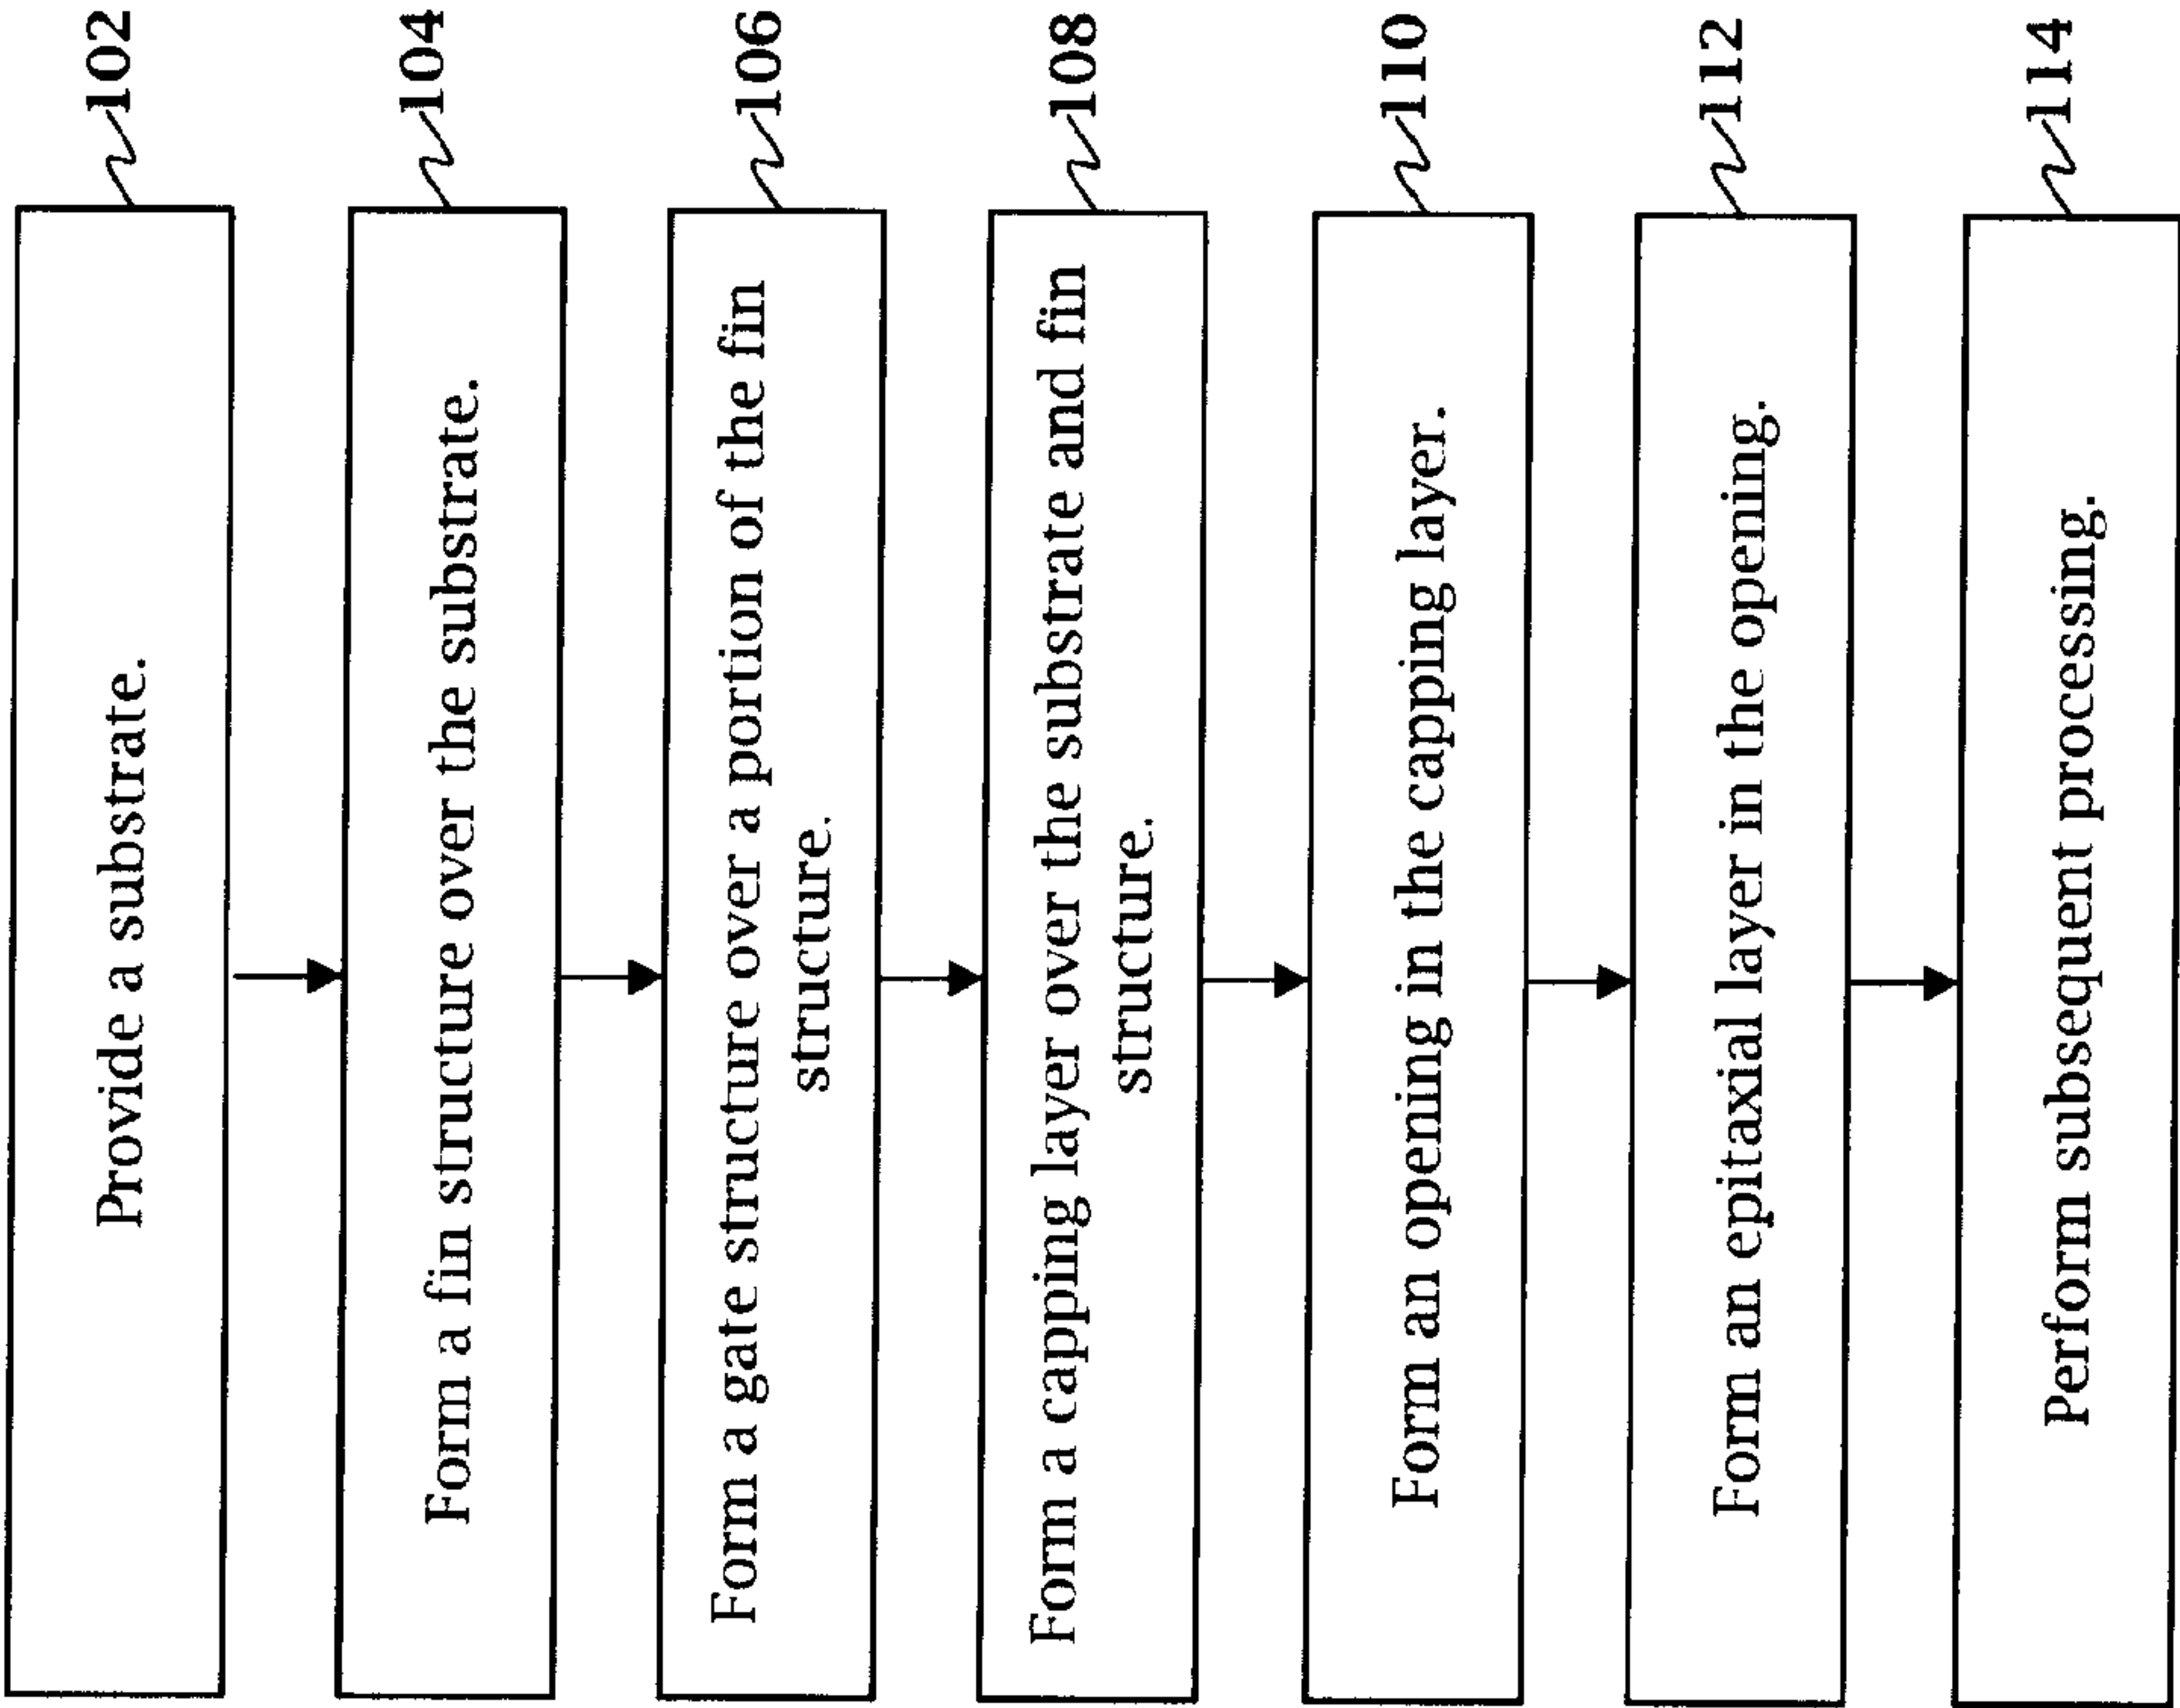 Provide a substrate.
102
Form a fin structure over the substrate.
104
Form a gate structure over a portion of the fin
structure.
106
Form a capping layer over the substrate and fin
structure.
108
Form an opening in the capping layer.
110
Form an epitaxial layer in the opening.
112
Perform subsequent processing.
114